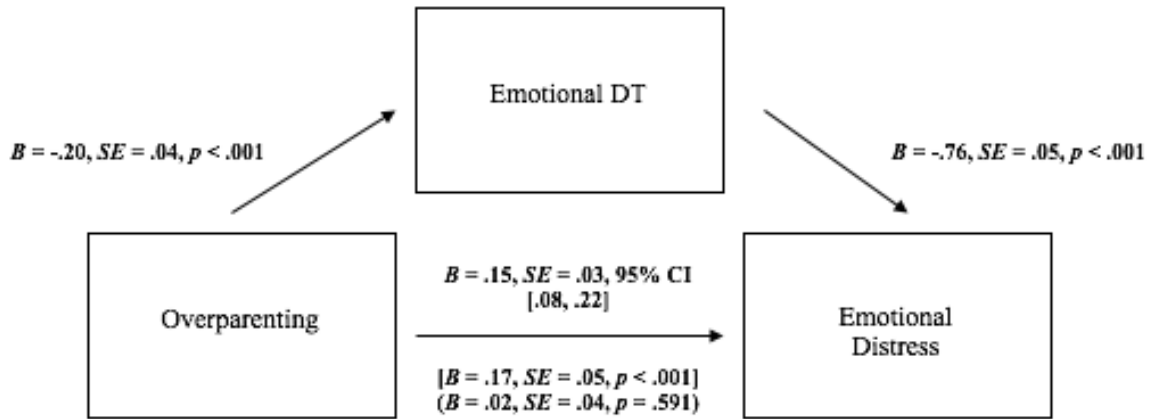 Emotional DT
B = -.20, SE = .04, p < .001
B = -.76, SE = .05, p < .001
Overparenting
B = .15, SE = .03, 95% CI
[.08, .22]
[B = .17, SE = .05, p < .001]
(B = .02, SE = .04, p = .591)
Emotional
Distress